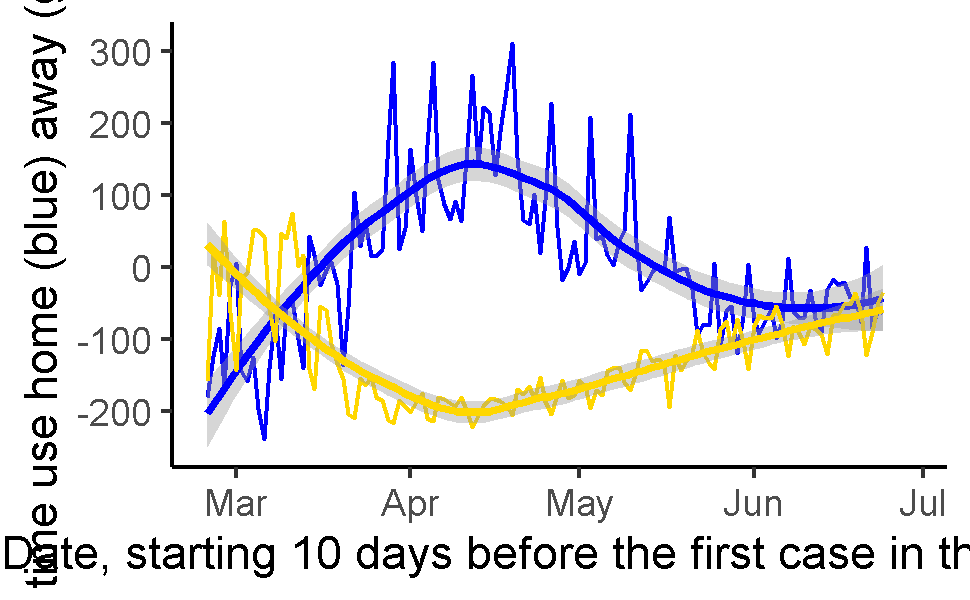 time use home (blue) away (
300
200
100
0
-100
-200
Mar Apr May Jun Jul
Date, starting 10 days before the first case in th